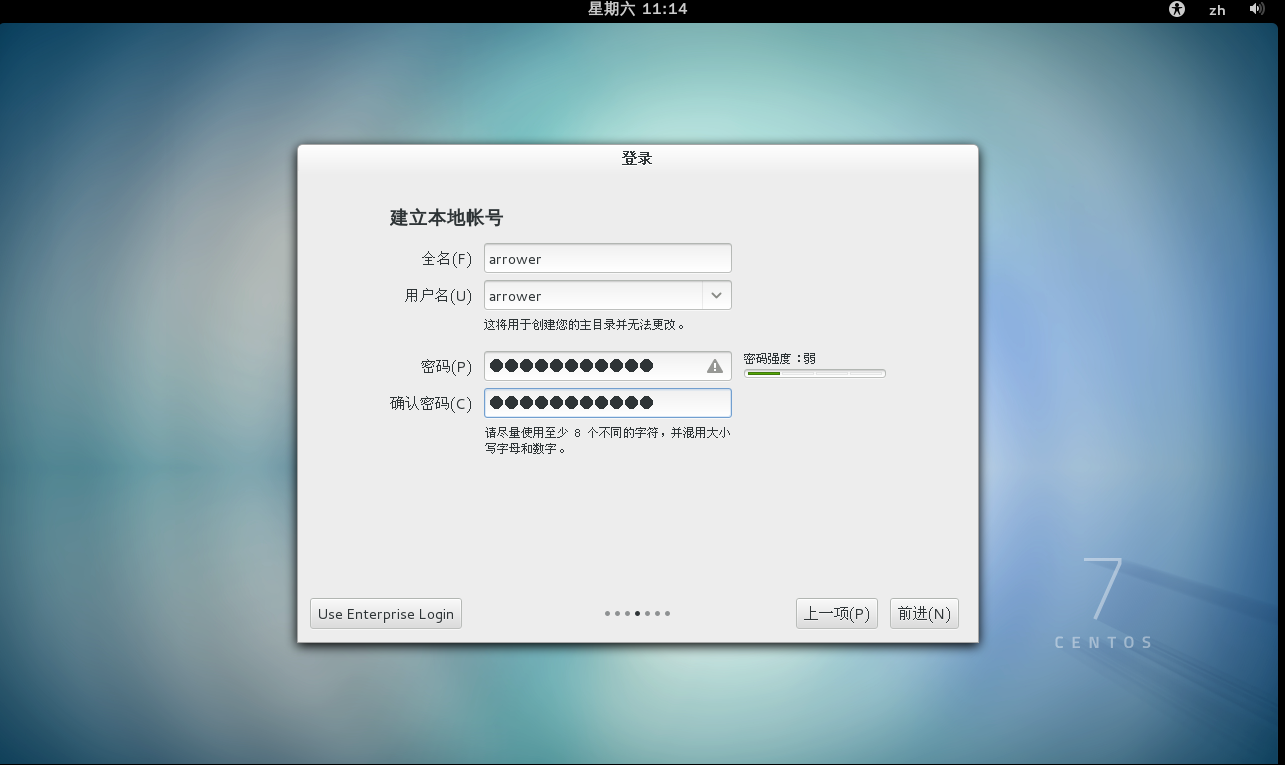 星期六 11:14
zh
登录
建立本地帐号
全名(F)
arrower
用户名(U)
arrower
这将用于创建您的主目录并无法更改。
密码(P)
●●●●●●●●●●●
密码强度:弱
确认密码(C)
●●●●●●●●●●●
请尽量使用至少 8 个不同的字符，并混用大小
写字母和数字。
Use Enterprise Login
上一项(P)
前进(N)
7
CENTOS